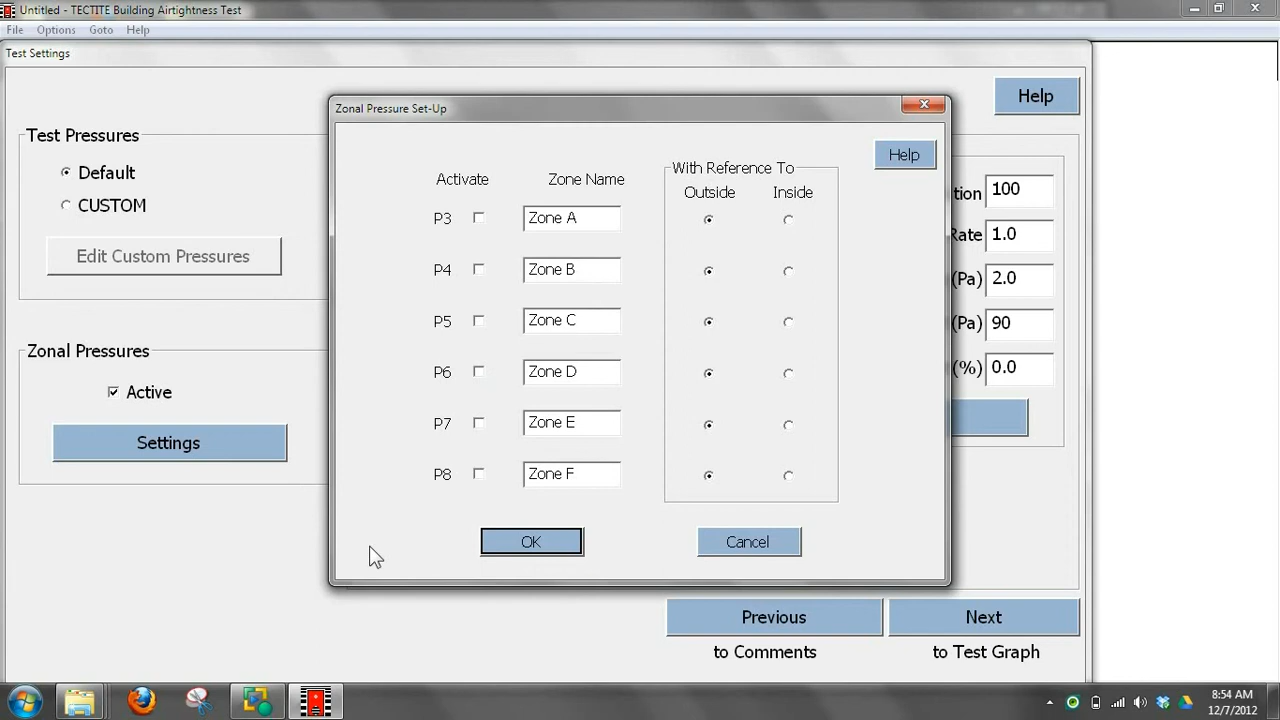 Untitled - TECTITE Building Airtightness Test
File Options Goto Help
Test Settings
Help
Test Pressures
Default
CUSTOM
Edit Custom Pressures
Zonal Pressures
Active
Settings
Zonal Pressure Set-Up
Help
Activate Zone Name With Reference To
Outside Inside
P3 Zone A
P4 Zone B
P5 Zone C
P6 Zone D
P7 Zone E
P8 Zone F
OK Cancel
tion 100
Rate 1.0
(Pa) 2.0
(Pa) 90
(%) 0.0
Previous Next
to Comments to Test Graph
8:54 AM
12/7/2012